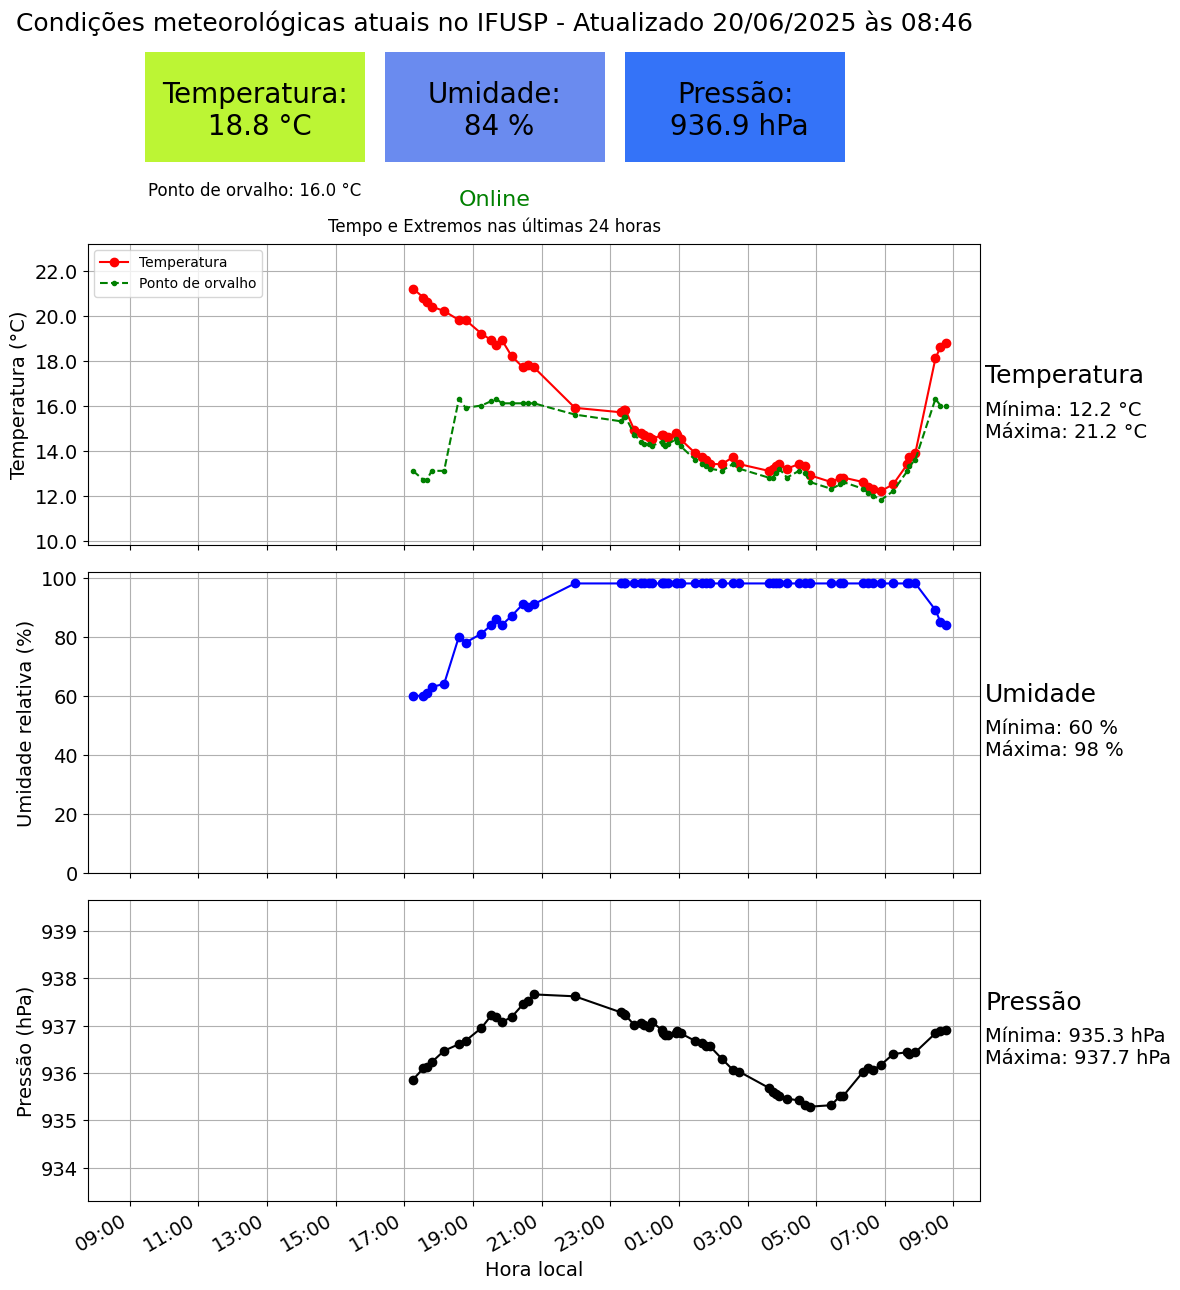 Condições meteorológicas atuais no IFUSP - Atualizado 20/06/2025 às 08:46
Temperatura:
18.8 °C
Umidade:
84 %
Pressão:
936.9 hPa
Ponto de orvalho: 16.0 °C
Online
Tempo e Extremos nas últimas 24 horas
Temperatura
Ponto de orvalho
Temperatura (°C)
22.0
20.0
18.0
16.0
14.0
12.0
10.0
Temperatura
Mínima: 12.2 °C
Máxima: 21.2 °C
Umidade relativa (%)
100
80
60
40
20
0
Umidade
Mínima: 60 %
Máxima: 98 %
Pressão (hPa)
939
938
937
936
935
934
Pressão
Mínima: 935.3 hPa
Máxima: 937.7 hPa
09:00
11:00
13:00
15:00
17:00
19:00
21:00
23:00
01:00
03:00
05:00
07:00
09:00
Hora local